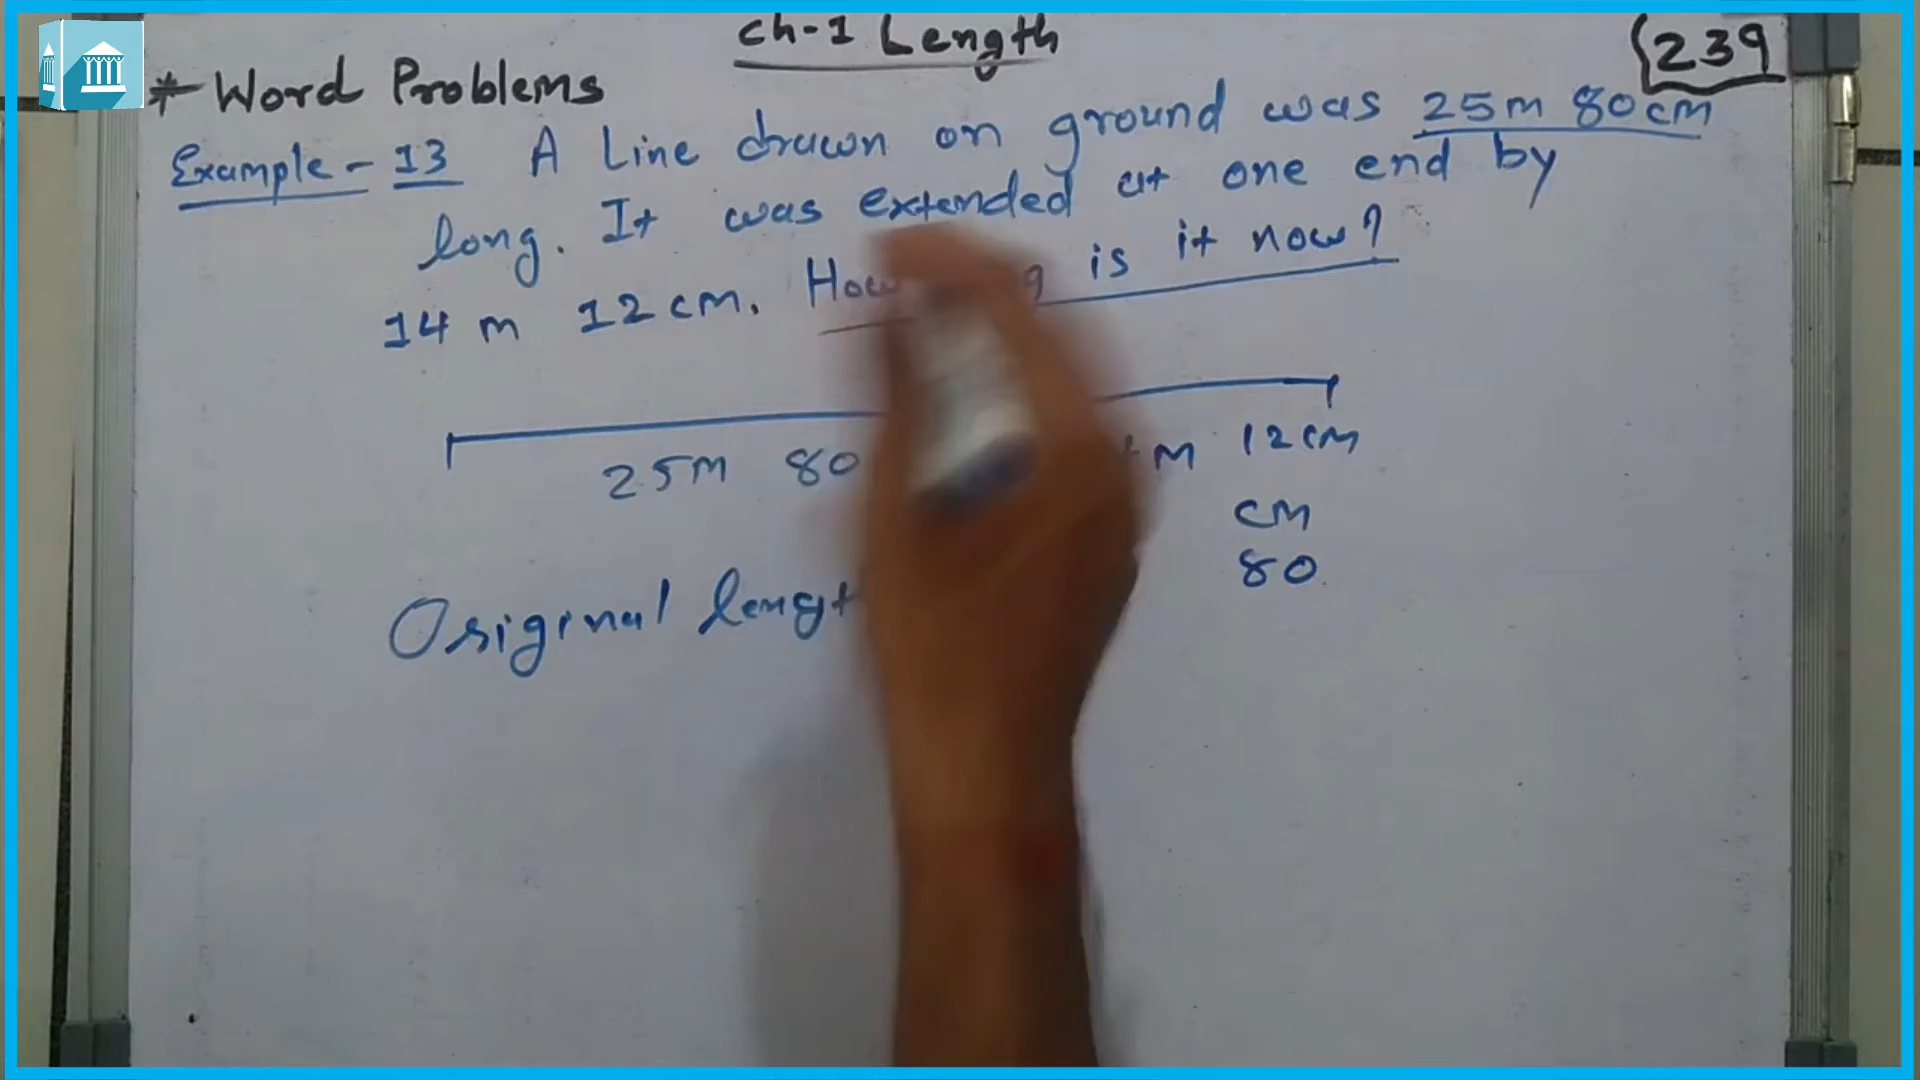 ch-1 Length
239
* Word Problems
Example-13 A Line drawn on ground was 25m 80cm
long. It was extended at one end by
14 m 12 cm. How is it now?
25m 80 m 12cm
cm
Original 80